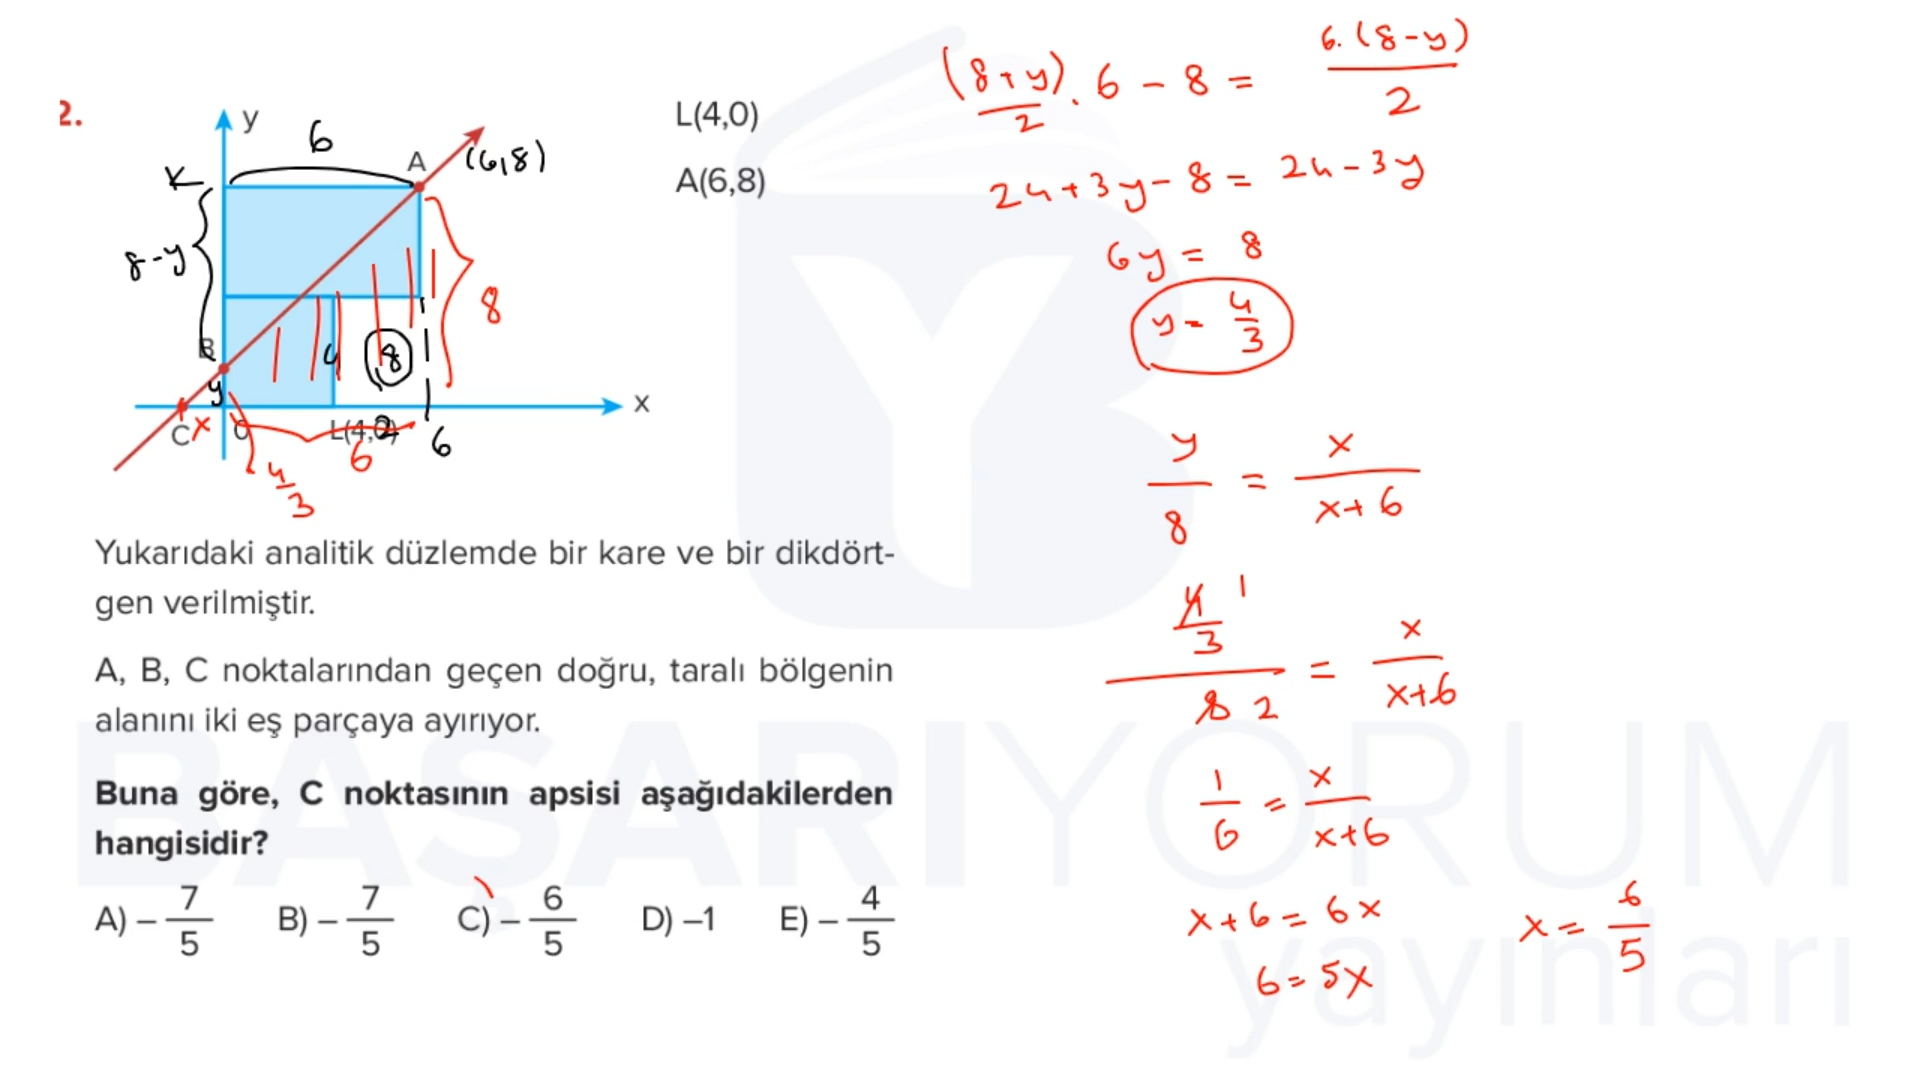 2.
y
6
K
A
(6,8)
8-y
8
B
4
8
y
x
C
x
O
L(4,0)
2
6
6
4/3
L(4,0)
A(6,8)
Yukarıdaki analitik düzlemde bir kare ve bir dikdört-
gen verilmiştir.
A, B, C noktalarından geçen doğru, taralı bölgenin
alanını iki eş parçaya ayırıyor.
Buna göre, C noktasının apsisi aşağıdakilerden
hangisidir?
A) –7/5 B) –7/5 C) –6/5 D) –1 E) –4/5
(8+y)/2 . 6 - 8 = 6.(8-y)/2
24+3y-8 = 24-3y
6y = 8
y = 4/3
y/8 = x/(x+6)
4/3 1 / 8 2 = x/(x+6)
1/6 = x/(x+6)
x+6 = 6x
6 = 5x
x = 6/5
BAŞARIYORUM
yayınları